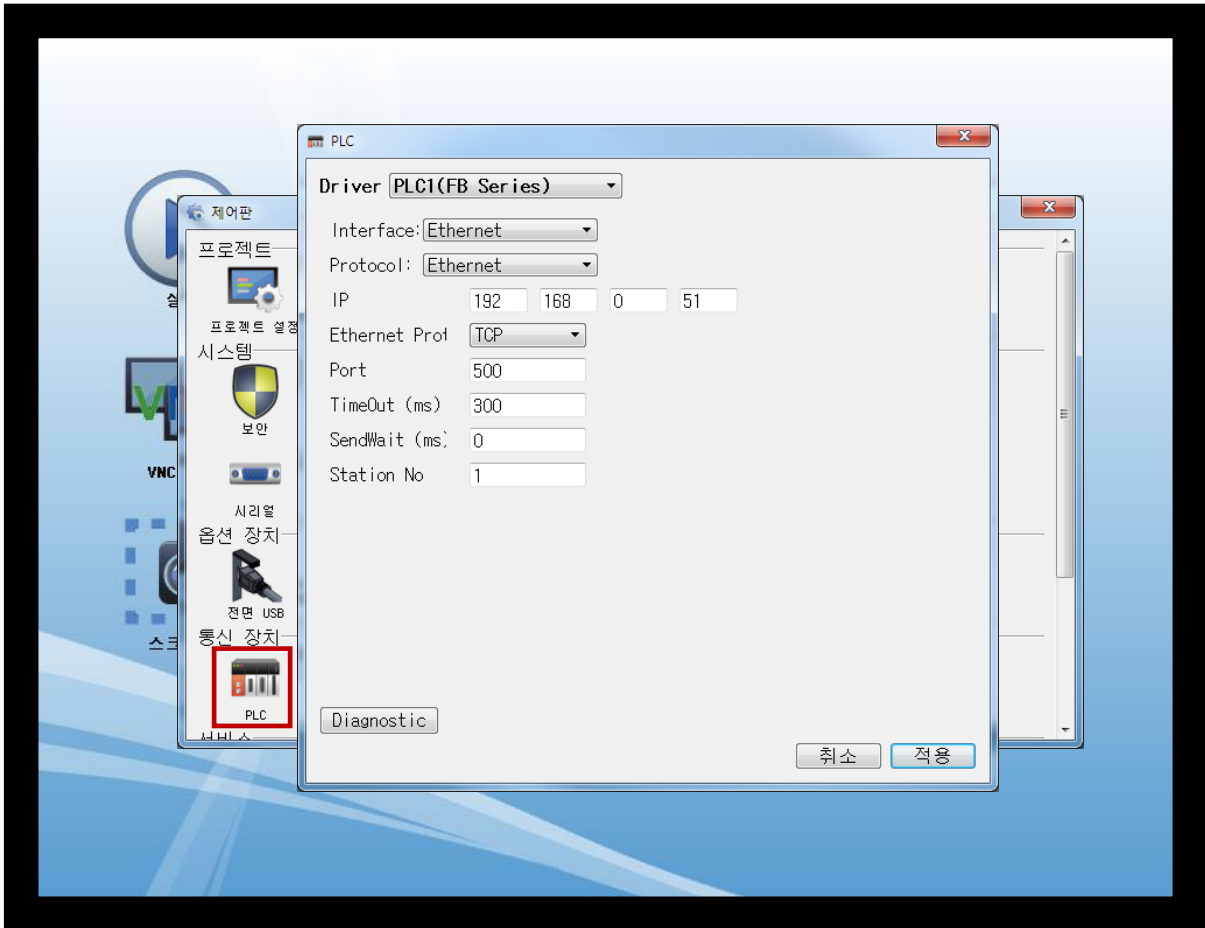 PLC
Driver PLC1(FB Series)
Interface: Ethernet
Protocol: Ethernet
IP 192 168 0 51
Ethernet Prot TCP
Port 500
TimeOut (ms) 300
SendWait (ms) 0
Station No 1
Diagnostic
취소 적용
제어판
프로젝트
프로젝트 설정
시스템
보안
시리얼
옵션 장치
전면 USB
통신 장치
PLC
서비스
VNC